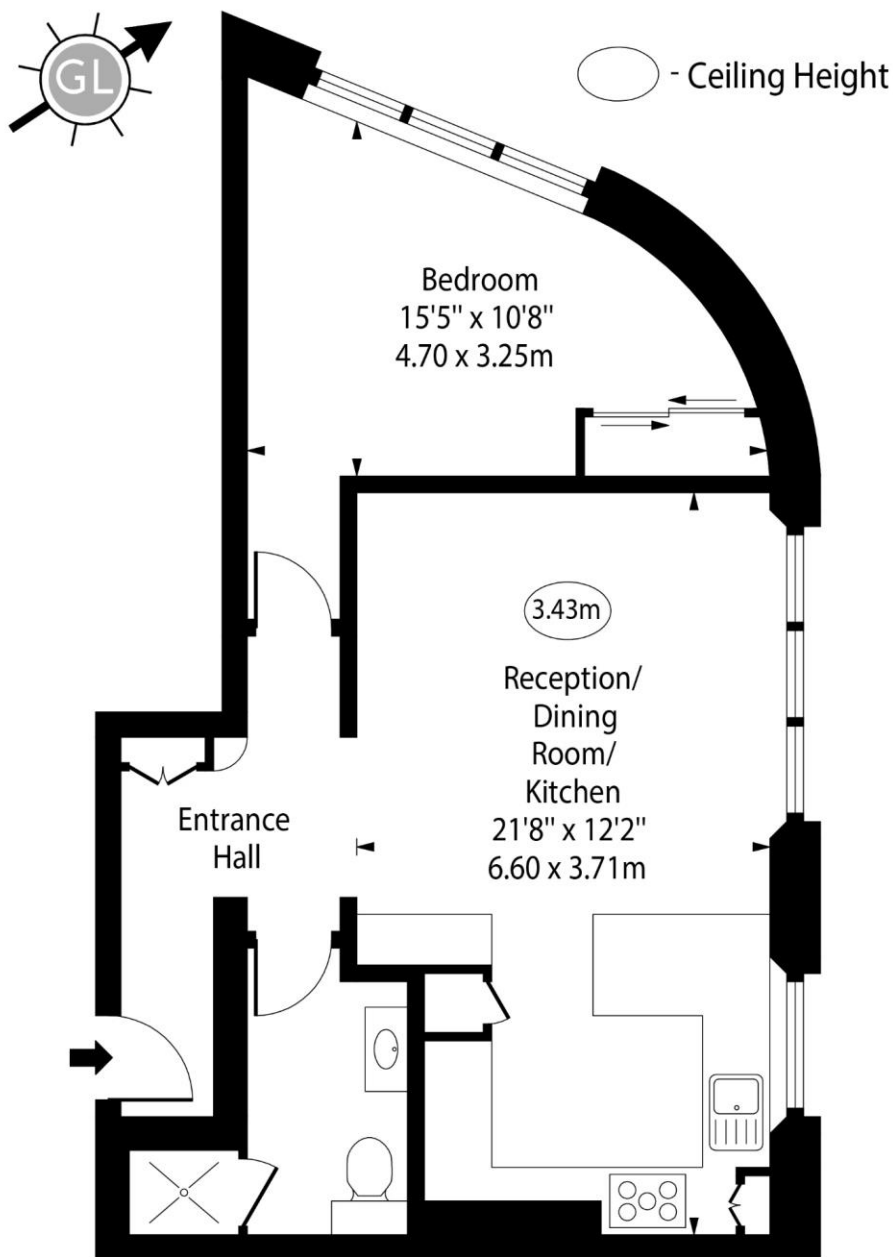 GL
- Ceiling Height
Bedroom
15'5" x 10'8"
4.70 x 3.25m
3.43m
Reception/
Dining
Room/
Kitchen
21'8" x 12'2"
6.60 x 3.71m
Entrance
Hall